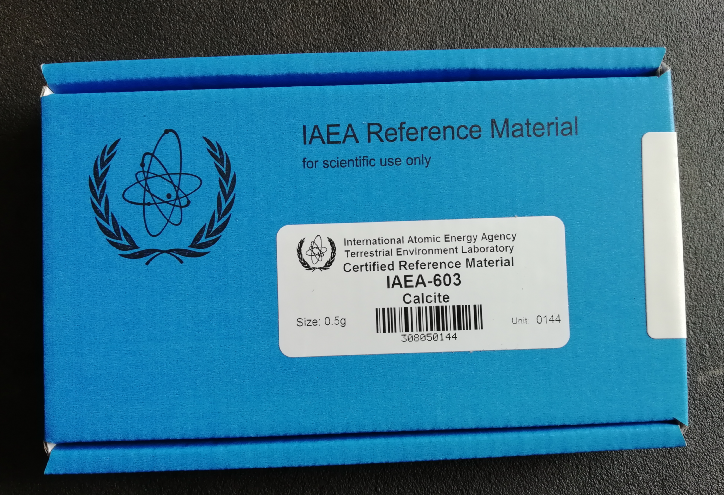 IAEA Reference Material
for scientific use only
International Atomic Energy Agency
Terrestrial Environment Laboratory
Certified Reference Material
IAEA-603
Calcite
Size: 0.5g
Unit 0144
308050144